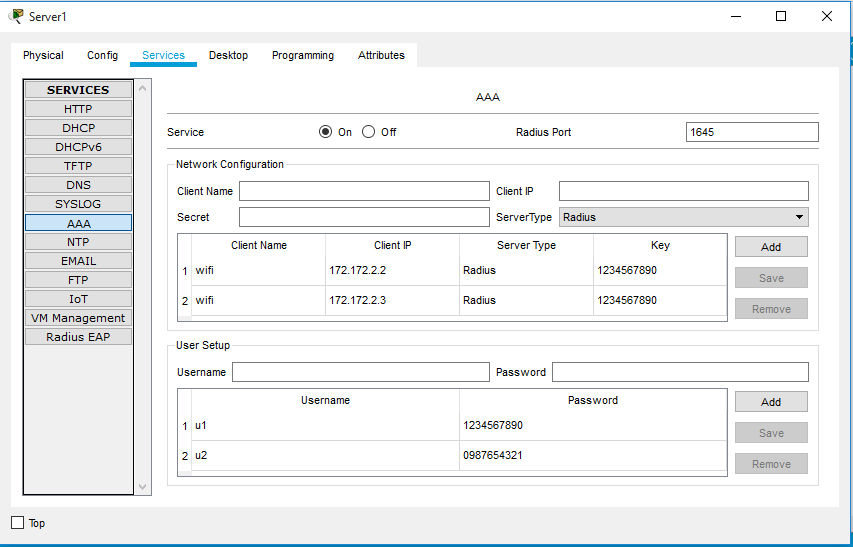 Server1
Physical Config Services Desktop Programming Attributes
SERVICES
HTTP
DHCP
DHCPv6
TFTP
DNS
SYSLOG
AAA
NTP
EMAIL
FTP
IoT
VM Management
Radius EAP
AAA
Service On Off Radius Port 1645
Network Configuration
Client Name Client IP
Secret ServerType Radius
Client Name Client IP Server Type Key
1 wifi 172.172.2.2 Radius 1234567890
2 wifi 172.172.2.3 Radius 1234567890
Add
Save
Remove
User Setup
Username Password
Username Password
1 u1 1234567890
2 u2 0987654321
Add
Save
Remove
Top